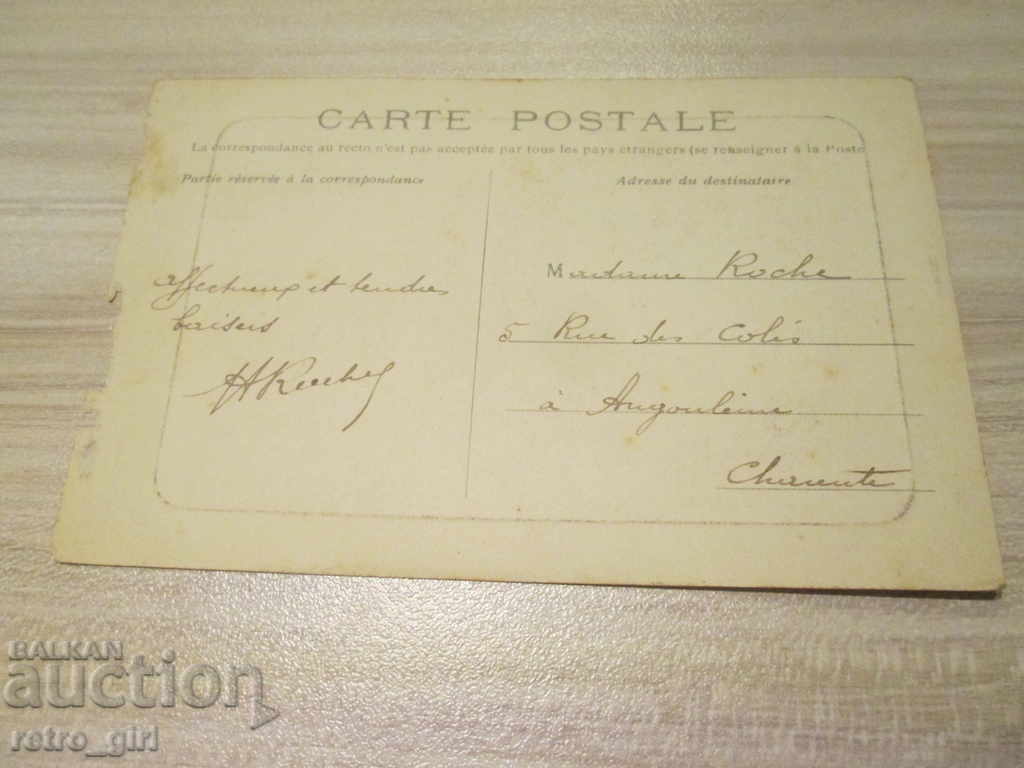 CARTE POSTALE
La correspondance au recto n'est pas acceptée par tous les pays étrangers (se renseigner à la Poste
Partie réservée à la correspondance
Adresse du destinataire
affectueux et tendres
baisers
Madame Roche
5 Rue des Colis
à Angoulème
Charente
BALKAN
auction
retro_girl